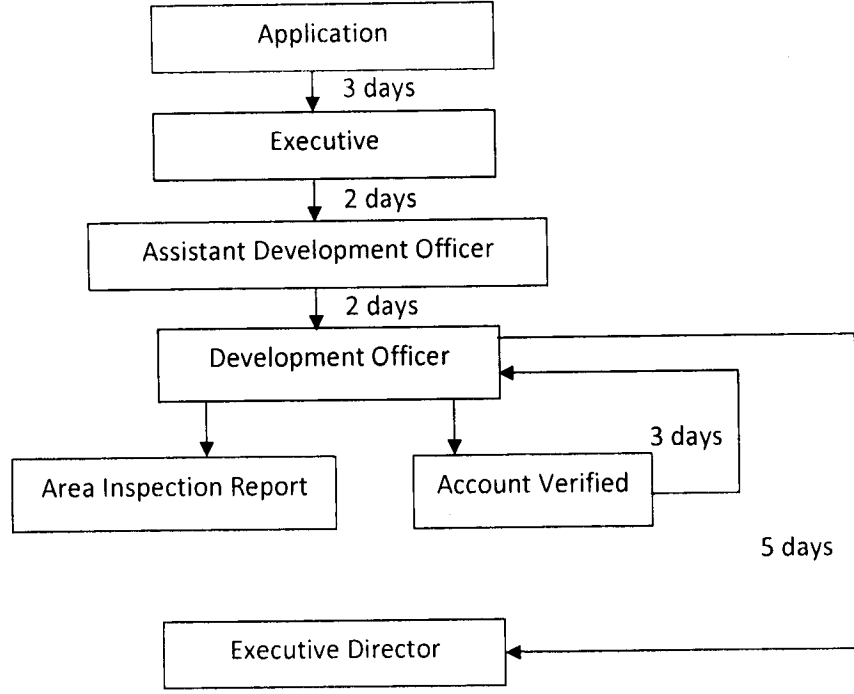 Application
3 days
Executive
2 days
Assistant Development Officer
2 days
Development Officer
3 days
Area Inspection Report
Account Verified
5 days
Executive Director